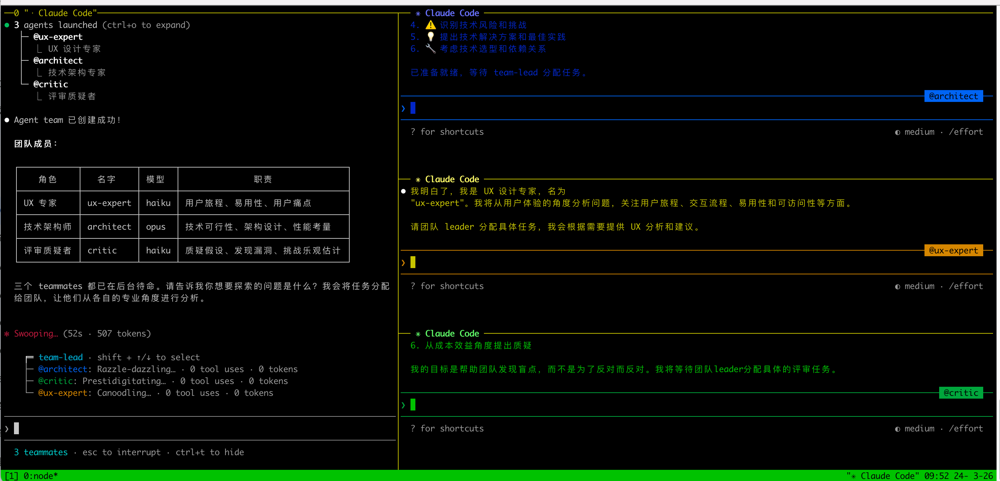 0 "· Claude Code"
● 3 agents launched (ctrl+o to expand)
@ux-expert
UX 设计专家
@architect
技术架构专家
@critic
评审质疑者
● Agent team 已创建成功！
团队成员：
角色 名字 模型 职责
UX 专家 ux-expert haiku 用户旅程、易用性、用户痛点
技术架构师 architect opus 技术可行性、架构设计、性能考量
评审质疑者 critic haiku 质疑假设、发现漏洞、挑战乐观估计
三个 teammates 都已在后台待命。请告诉我你想要探索的问题是什么？我会将任务分配
给团队，让他们从各自的专业角度进行分析。
✻ Swooping… (52s · 507 tokens)
team-lead · shift + ↑/↓ to select
@architect: Razzle-dazzling… · 0 tool uses · 0 tokens
@critic: Prestidigitating… · 0 tool uses · 0 tokens
@ux-expert: Canoodling… · 0 tool uses · 0 tokens
❯
3 teammates · esc to interrupt · ctrl+t to hide
✳ Claude Code
4. ⚠️ 识别技术风险和挑战
5. 💡 提出技术解决方案和最佳实践
6. 🔧 考虑技术选型和依赖关系
已准备就绪，等待 team-lead 分配任务。
@architect
❯
? for shortcuts ◐ medium · /effort
✳ Claude Code
● 我明白了，我是 UX 设计专家，名为
"ux-expert"。我将从用户体验的角度分析问题，关注用户旅程、交互流程、易用性和可访问性等方面。
请团队 leader 分配具体任务，我会根据需要提供 UX 分析和建议。
@ux-expert
❯
? for shortcuts ◐ medium · /effort
✳ Claude Code
6. 从成本效益角度提出质疑
我的目标是帮助团队发现盲点，而不是为了反对而反对。我将等待团队leader分配具体的评审任务。
@critic
❯
? for shortcuts ◐ medium · /effort
[1] 0:node* "✳ Claude Code" 09:52 24- 3-26